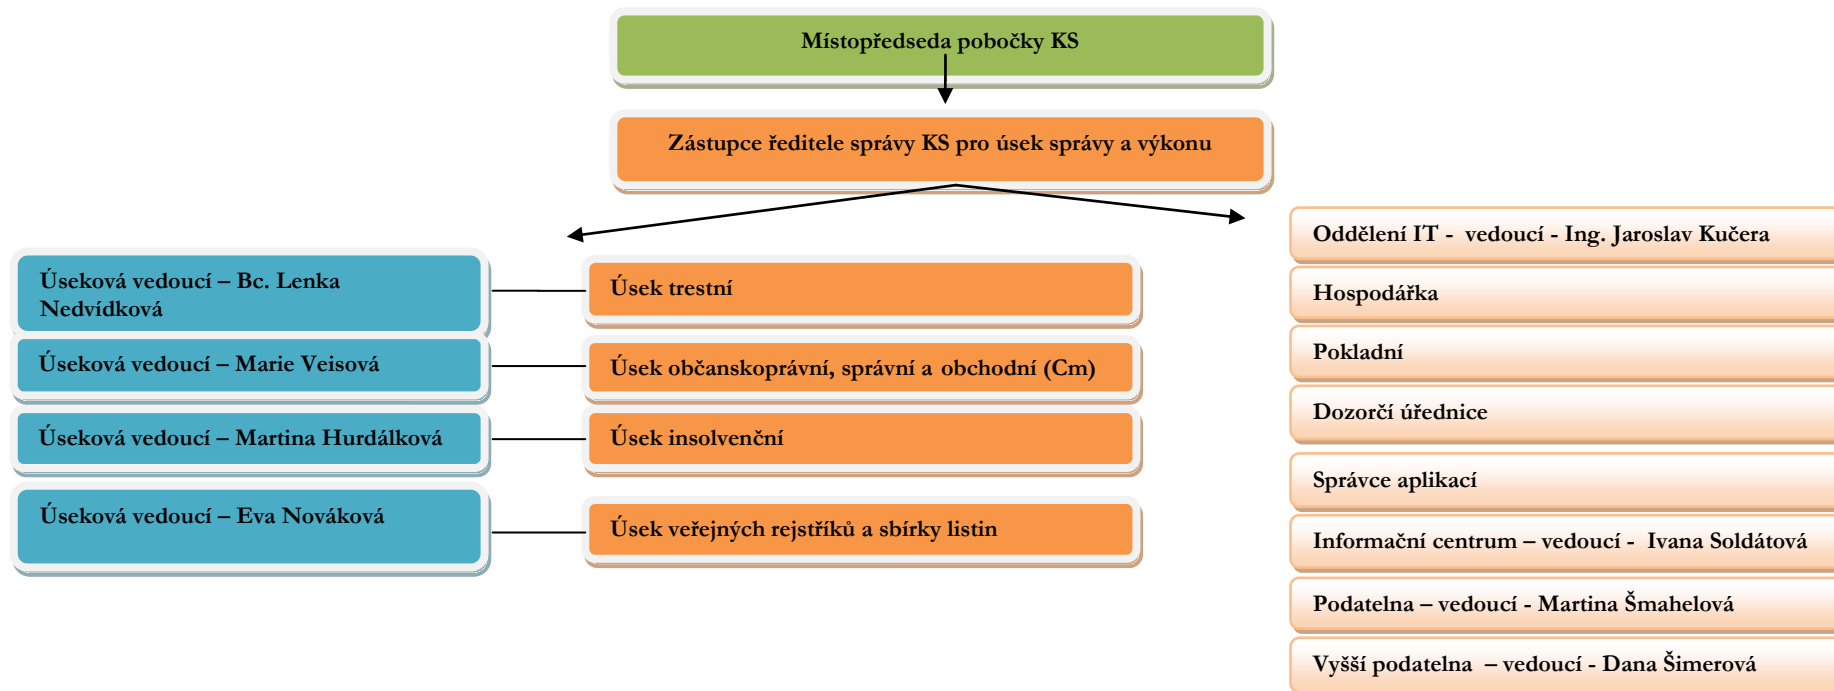 Místopředseda pobočky KS
Zástupce ředitele správy KS pro úsek správy a výkonu
Úseková vedoucí – Bc. Lenka
Nedvídková
Úsek trestní
Úseková vedoucí – Marie Veisová
Úsek občanskoprávní, správní a obchodní (Cm)
Úseková vedoucí – Martina Hurdálková
Úsek insolvenční
Úseková vedoucí – Eva Nováková
Úsek veřejných rejstříků a sbírky listin
Oddělení IT - vedoucí - Ing. Jaroslav Kučera
Hospodářka
Pokladní
Dozorčí úřednice
Správce aplikací
Informační centrum – vedoucí - Ivana Soldátová
Podatelna – vedoucí - Martina Šmahelová
Vyšší podatelna – vedoucí - Dana Šimerová